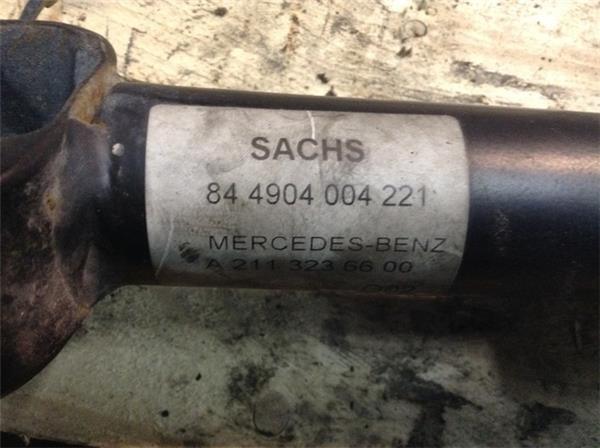 SACHS
84 4904 004 221
MERCEDES-BENZ
A 211 323 66 00